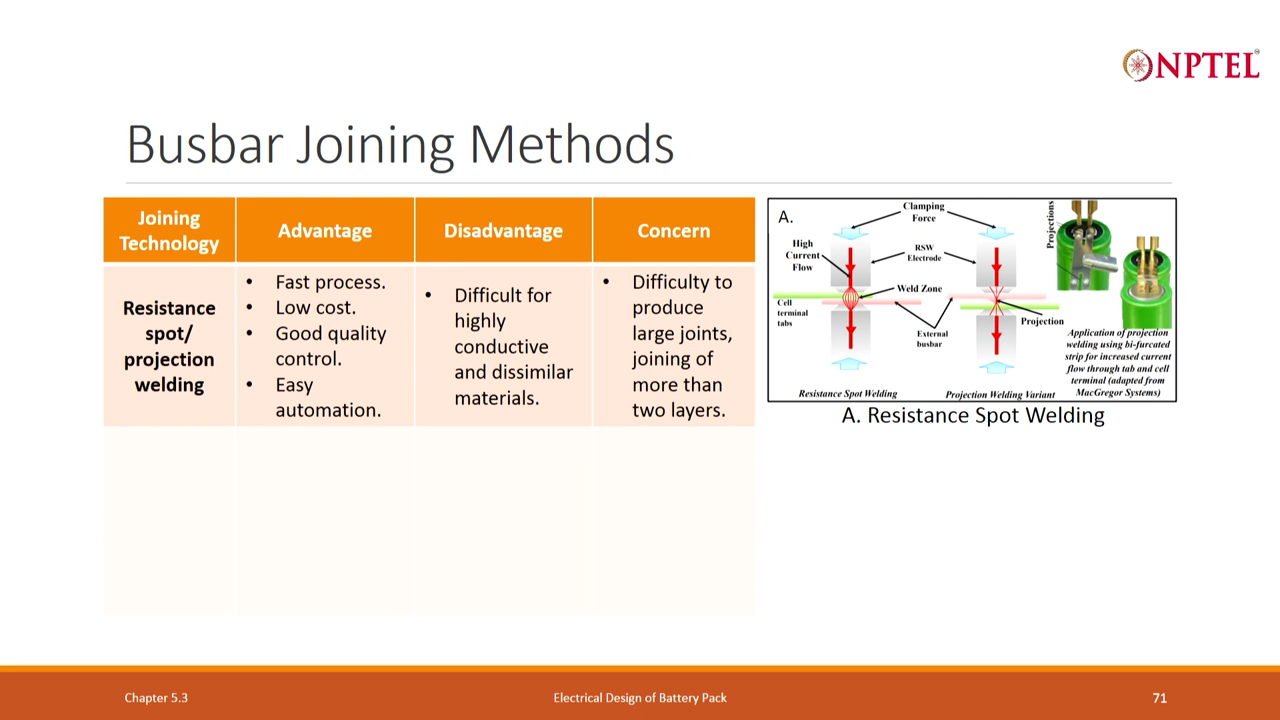 NPTEL
Busbar Joining Methods
Joining
Technology
Advantage
Disadvantage
Concern
Resistance
spot/
projection
welding
• Fast process.
• Low cost.
• Good quality
control.
• Easy
automation.
• Difficult for
highly
conductive
and dissimilar
materials.
• Difficulty to
produce
large joints,
joining of
more than
two layers.
A.
Clamping
Force
High
Current
Flow
RSW
Electrode
Weld Zone
Cell
terminal
tabs
External
busbar
Projection
Projections
Application of projection
welding using bi-furcated
strip for increased current
flow through tab and cell
terminal (adapted from
MacGregor Systems)
Resistance Spot Welding
Projection Welding Variant
A. Resistance Spot Welding
Chapter 5.3
Electrical Design of Battery Pack
71